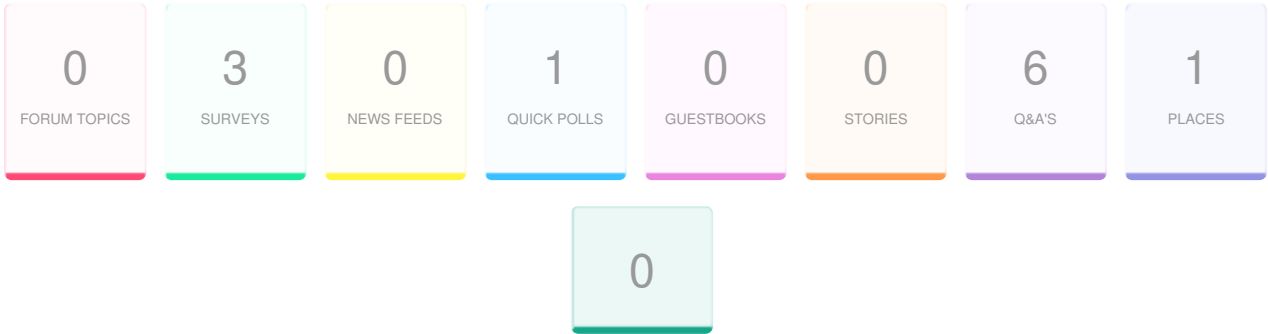 0 3 0 1 0 0 6 1
FORUM TOPICS SURVEYS NEWS FEEDS QUICK POLLS GUESTBOOKS STORIES Q&A'S PLACES
0